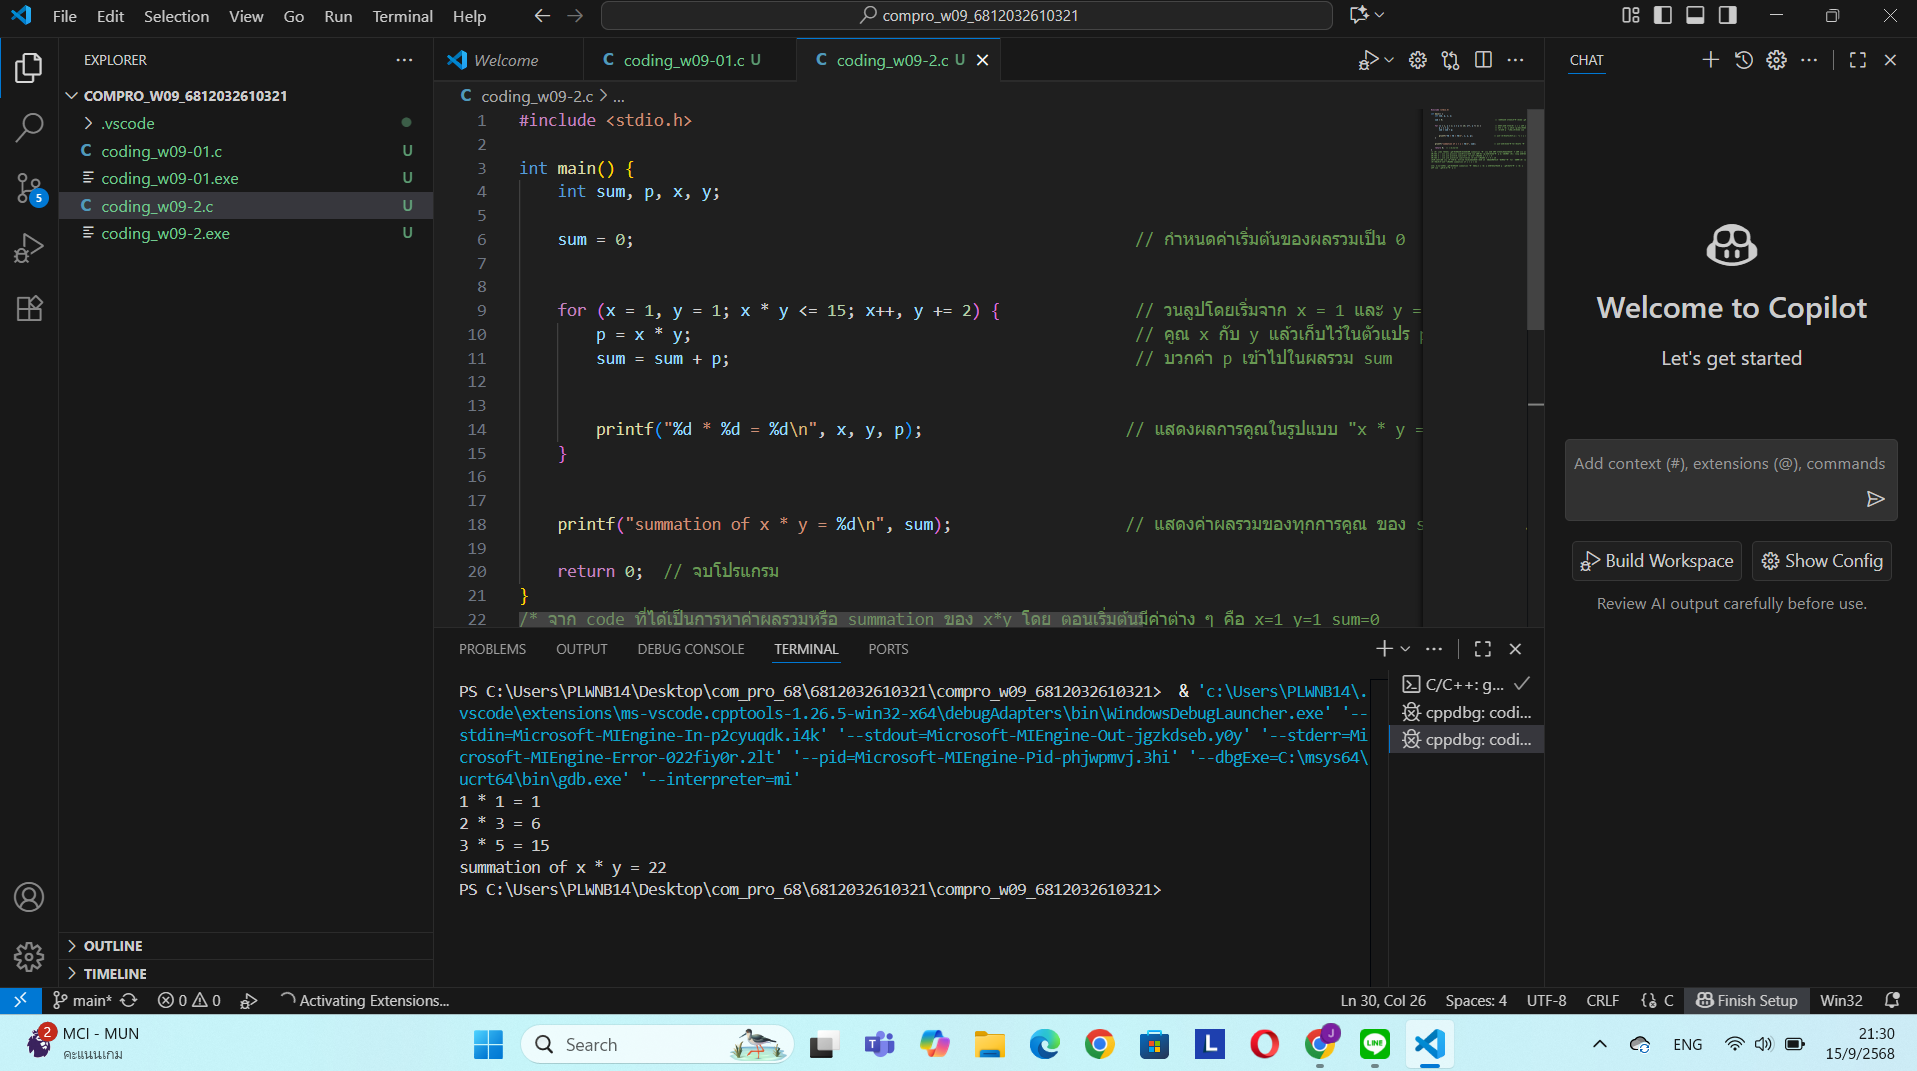 File Edit Selection View Go Run Terminal Help
compro_w09_6812032610321
EXPLORER
COMPRO_W09_6812032610321
.vscode
C coding_w09-01.c U
coding_w09-01.exe U
C coding_w09-2.c U
coding_w09-2.exe U
5
OUTLINE
TIMELINE
Welcome
C coding_w09-01.c U
C coding_w09-2.c U
C coding_w09-2.c > ...
1 #include <stdio.h>
2
3 int main() {
4 int sum, p, x, y;
5
6 sum = 0; // กำหนดค่าเริ่มต้นของผลรวมเป็น 0
7
8
9 for (x = 1, y = 1; x * y <= 15; x++, y += 2) { // วนลูปโดยเริ่มจาก x = 1 และ y =
10 p = x * y; // คูณ x กับ y แล้วเก็บไว้ในตัวแปร p
11 sum = sum + p; // บวกค่า p เข้าไปในผลรวม sum
12
13
14 printf("%d * %d = %d\n", x, y, p); // แสดงผลการคูณในรูปแบบ "x * y =
15 }
16
17
18 printf("summation of x * y = %d\n", sum); // แสดงค่าผลรวมของทุกการคูณ ของ s
19
20 return 0; // จบโปรแกรม
21 }
22 /* จาก code ที่ได้เป็นการหาค่าผลรวมหรือ summation ของ x*y โดย ตอนเริ่มต้นมีค่าต่าง ๆ คือ x=1 y=1 sum=0
PROBLEMS OUTPUT DEBUG CONSOLE TERMINAL PORTS
PS C:\Users\PLWNB14\Desktop\com_pro_68\6812032610321\compro_w09_6812032610321> & 'c:\Users\PLWNB14\.
vscode\extensions\ms-vscode.cpptools-1.26.5-win32-x64\debugAdapters\bin\WindowsDebugLauncher.exe' '--
stdin=Microsoft-MIEngine-In-p2cyuqdk.i4k' '--stdout=Microsoft-MIEngine-Out-jgzkdseb.y0y' '--stderr=Mi
crosoft-MIEngine-Error-022fiy0r.2lt' '--pid=Microsoft-MIEngine-Pid-phjwpmvj.3hi' '--dbgExe=C:\msys64\
ucrt64\bin\gdb.exe' '--interpreter=mi'
1 * 1 = 1
2 * 3 = 6
3 * 5 = 15
summation of x * y = 22
PS C:\Users\PLWNB14\Desktop\com_pro_68\6812032610321\compro_w09_6812032610321>
C/C++: g...
cppdbg: codi...
cppdbg: codi...
CHAT
Welcome to Copilot
Let's get started
Add context (#), extensions (@), commands
Build Workspace Show Config
Review AI output carefully before use.
main* 0 0 Activating Extensions...
Ln 30, Col 26 Spaces: 4 UTF-8 CRLF C Finish Setup Win32
2
MCI - MUN
คะแนนเกม
Search
ENG
21:30
15/9/2568